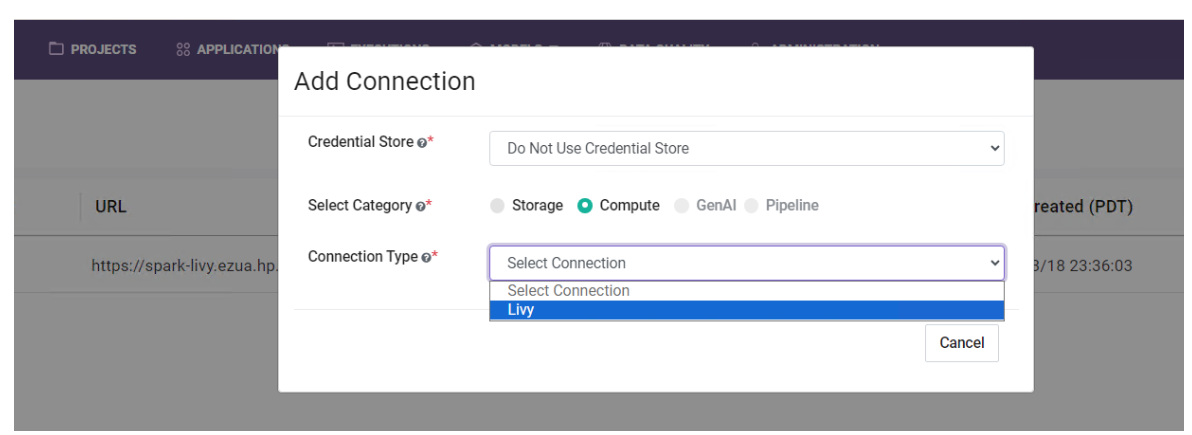 PROJECTS APPLICATIONS
Add Connection
Credential Store * Do Not Use Credential Store
URL reated (PDT)
Select Category * Storage Compute GenAI Pipeline
https://spark-livy.ezua.hp. 3/18 23:36:03
Connection Type * Select Connection
Select Connection
Livy
Cancel